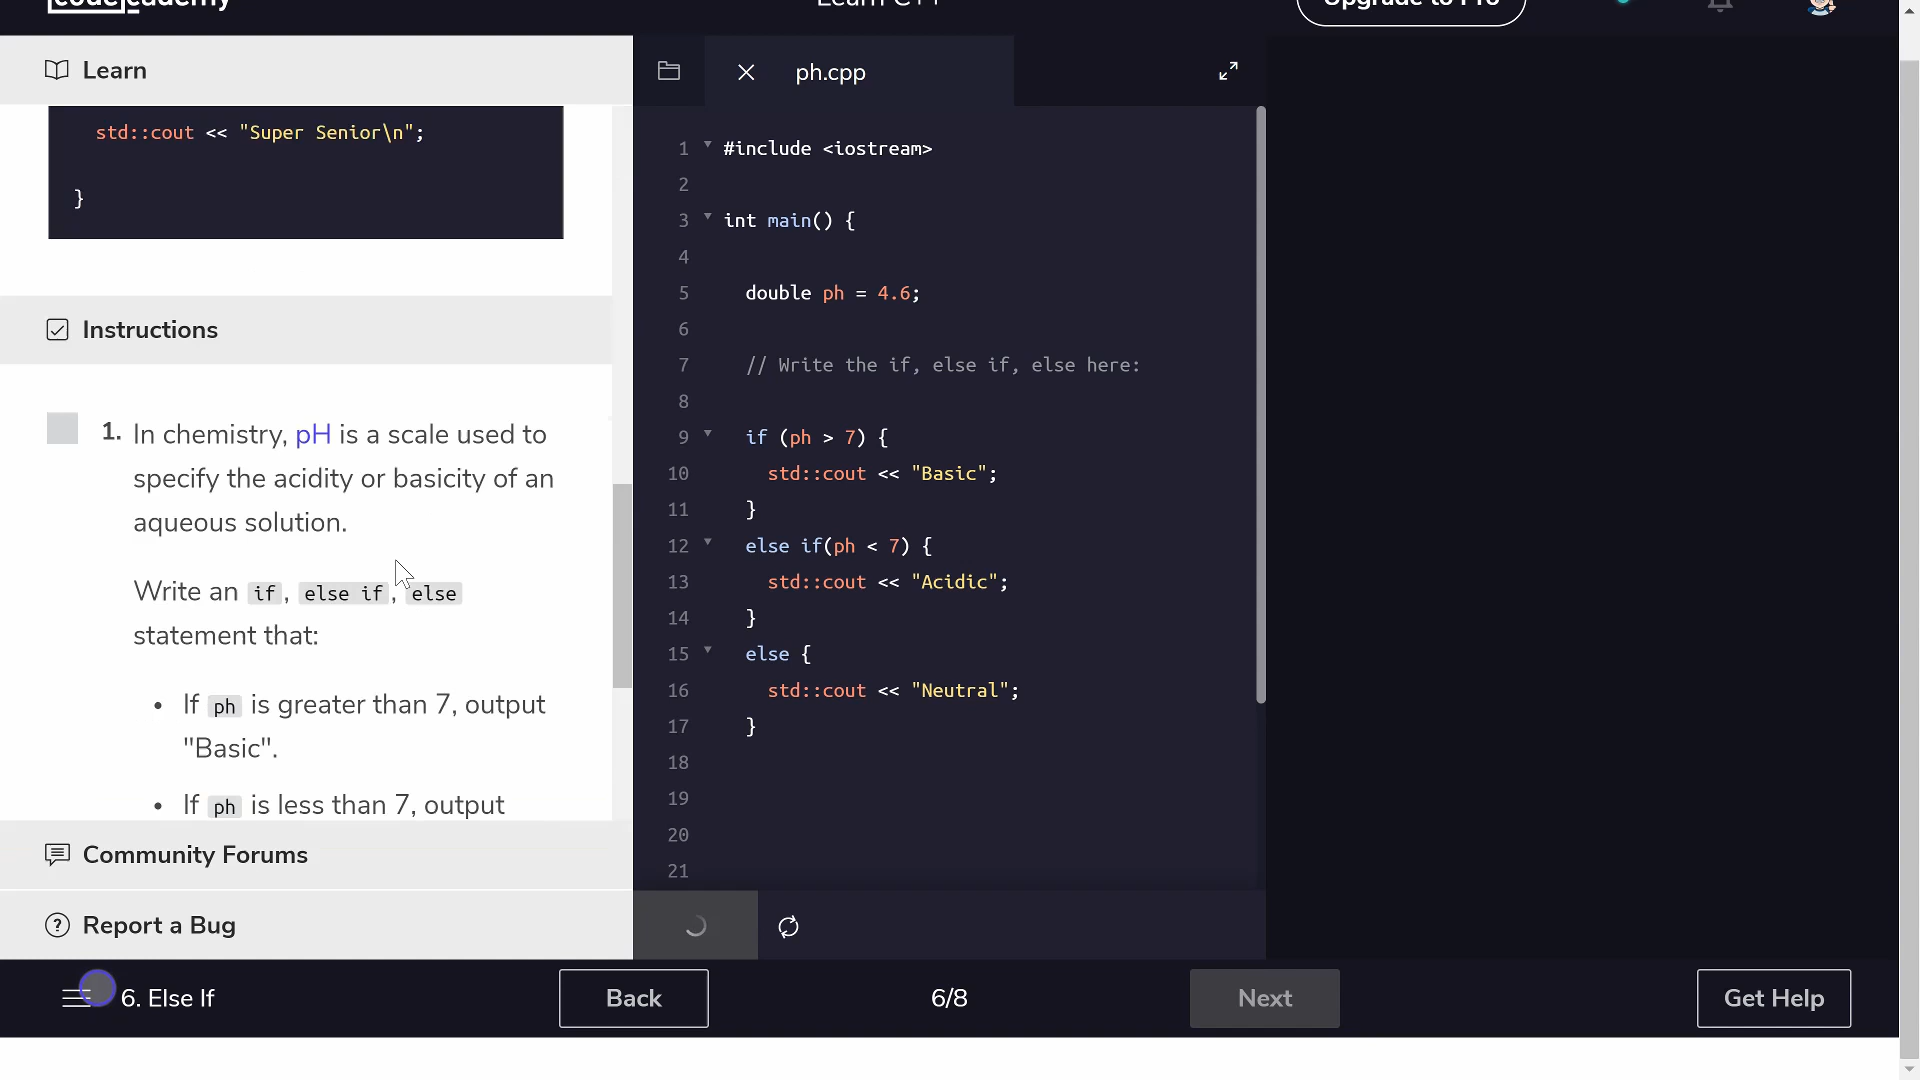 codecademy
Learn C++
Upgrade to Pro
Learn
std::cout << "Super Senior\n";
}
Instructions
1. In chemistry, pH is a scale used to
specify the acidity or basicity of an
aqueous solution.
Write an if, else if, else
statement that:
• If ph is greater than 7, output
"Basic".
• If ph is less than 7, output
Community Forums
Report a Bug
ph.cpp
1 #include <iostream>
2
3 int main() {
4
5 double ph = 4.6;
6
7 // Write the if, else if, else here:
8
9 if (ph > 7) {
10 std::cout << "Basic";
11 }
12 else if(ph < 7) {
13 std::cout << "Acidic";
14 }
15 else {
16 std::cout << "Neutral";
17 }
18
19
20
21
6. Else If
Back
6/8
Next
Get Help